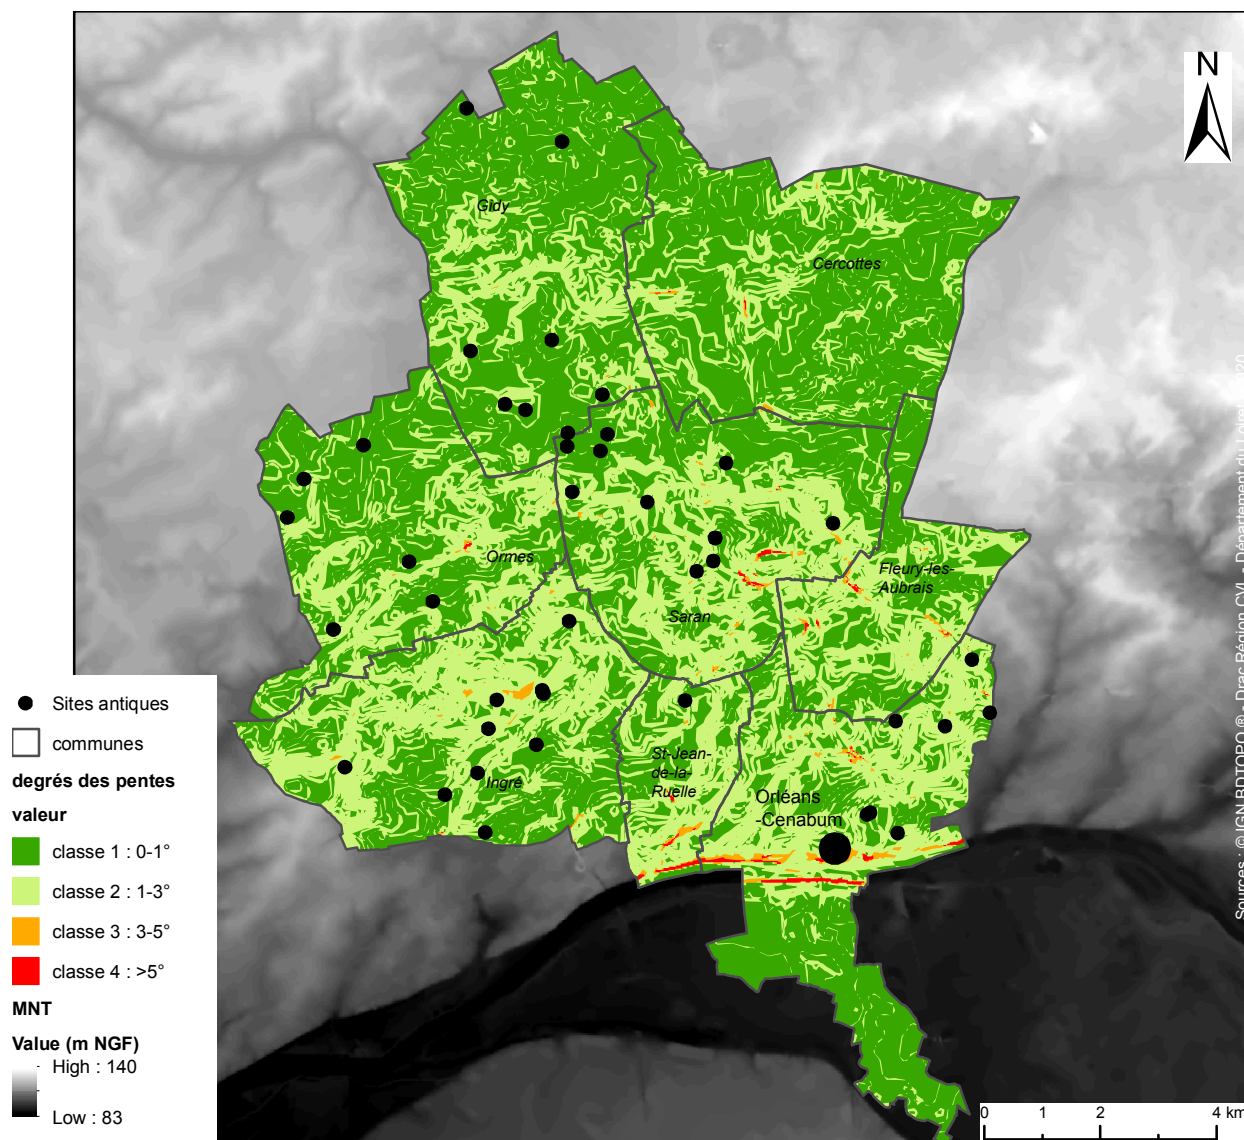 N
Gidy
Cercottes
Ormes
Fleury-les-
Aubrais
Saran
St-Jean-
de-la-
Ruelle
Ingré
Orléans
-Cenabum
Sites antiques
communes
degrés des pentes
valeur
classe 1 : 0-1°
classe 2 : 1-3°
classe 3 : 3-5°
classe 4 : >5°
MNT
Value (m NGF)
High : 140
Low : 83
0 1 2 4 km
Sources : © IGN BDTOPO ® - Drac Région CVL - Département du Loiret